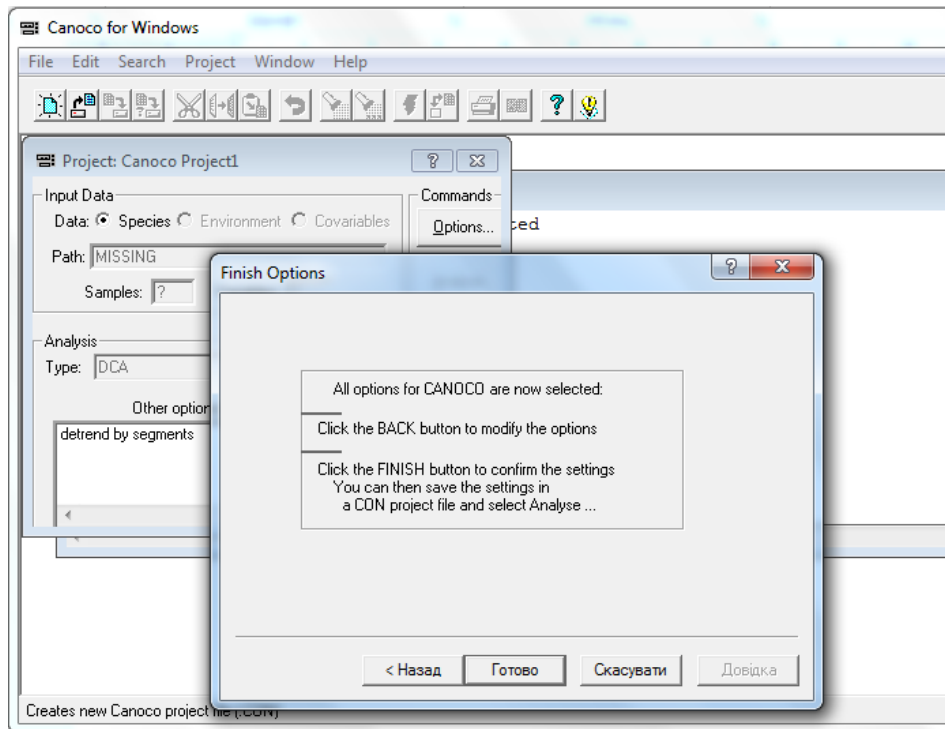 Canoco for Windows
File Edit Search Project Window Help
Project: Canoco Project1
Input Data
Data: Species Environment Covariables
Path: MISSING
Samples: ?
Commands
Options...
Analysis
Type: DCA
Other option
detrend by segments
Finish Options
All options for CANOCO are now selected:
Click the BACK button to modify the options
Click the FINISH button to confirm the settings
You can then save the settings in
a CON project file and select Analyse ...
< Назад Готово Скасувати Довідка
Creates new Canoco project file (.CON)